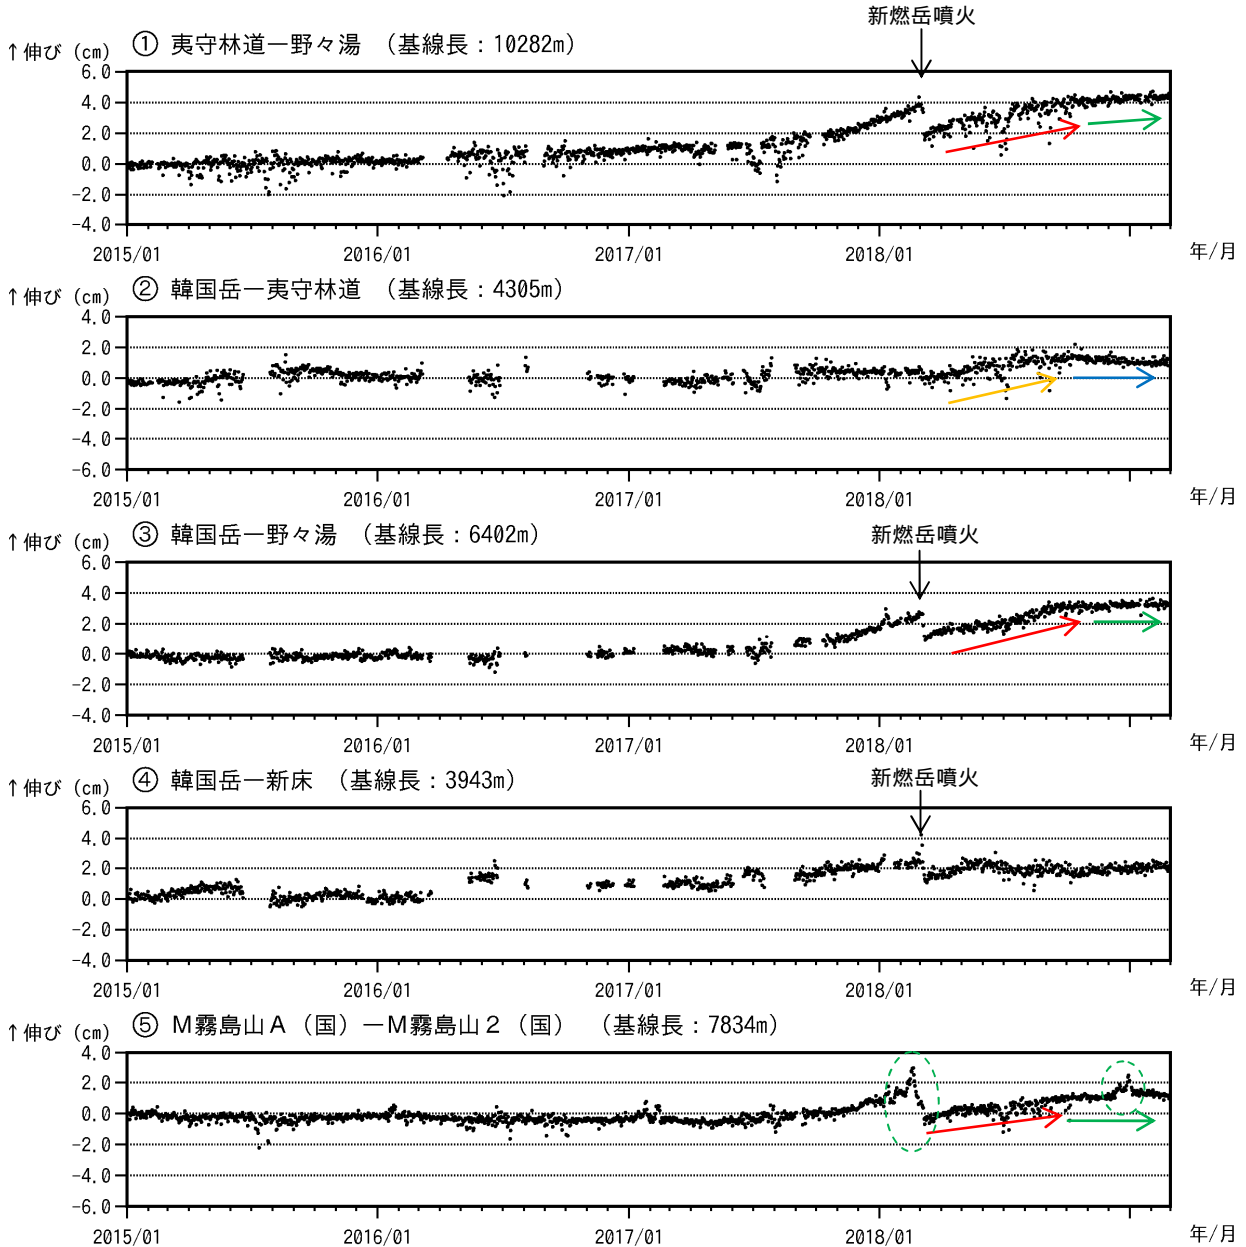 新燃岳噴火
① 夷守林道－野々湯 （基線長：10282m）
↑伸び（cm）
6.0
4.0
2.0
0.0
-2.0
-4.0
2015/01 2016/01 2017/01 2018/01 年/月
② 韓国岳－夷守林道 （基線長：4305m）
↑伸び（cm）
4.0
2.0
0.0
-2.0
-4.0
-6.0
2015/01 2016/01 2017/01 2018/01 年/月
③ 韓国岳－野々湯 （基線長：6402m） 新燃岳噴火
↑伸び（cm）
6.0
4.0
2.0
0.0
-2.0
-4.0
2015/01 2016/01 2017/01 2018/01 年/月
④ 韓国岳－新床 （基線長：3943m） 新燃岳噴火
↑伸び（cm）
6.0
4.0
2.0
0.0
-2.0
-4.0
2015/01 2016/01 2017/01 2018/01 年/月
⑤ M霧島山A（国）－M霧島山2（国） （基線長：7834m）
↑伸び（cm）
4.0
2.0
0.0
-2.0
-4.0
-6.0
2015/01 2016/01 2017/01 2018/01 年/月